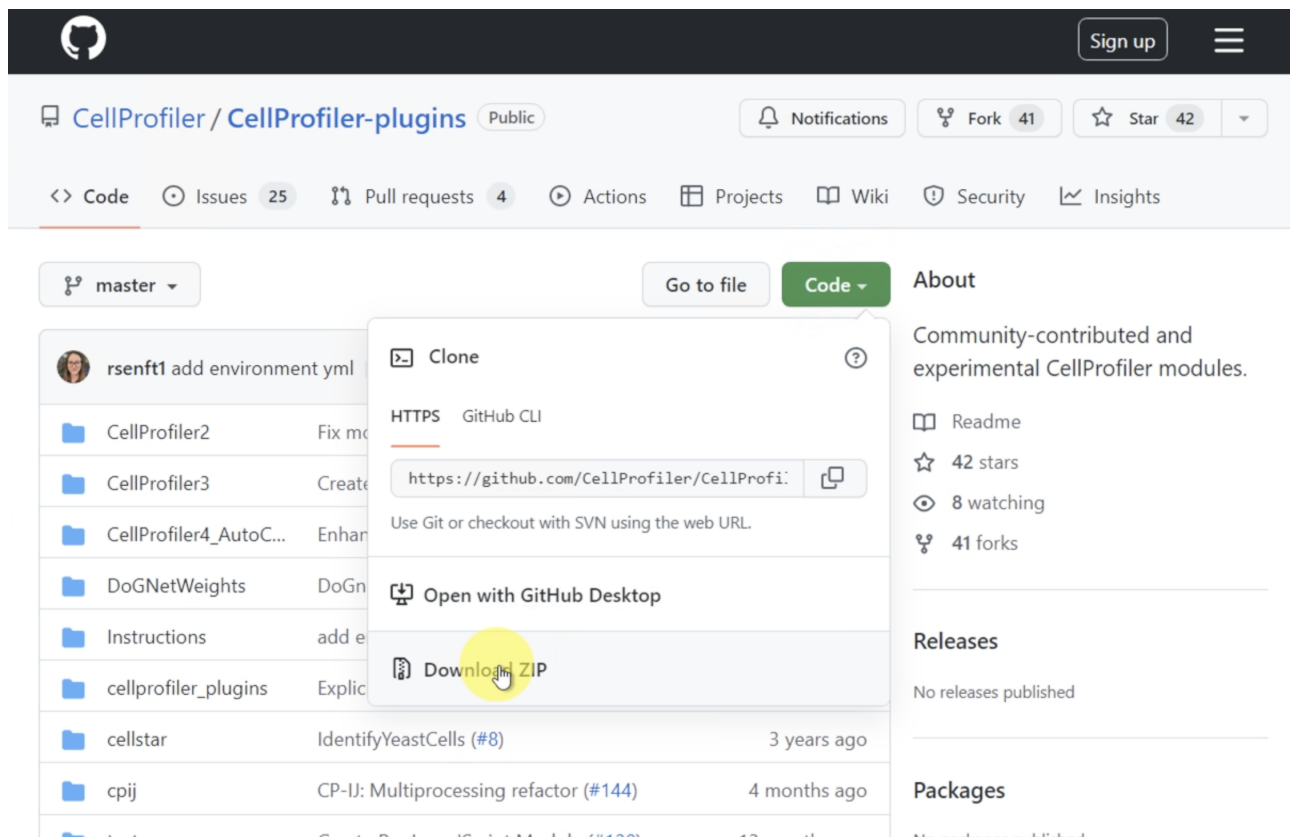 Sign up
CellProfiler / CellProfiler-plugins Public
Notifications Fork 41 Star 42
Code Issues 25 Pull requests 4 Actions Projects Wiki Security Insights
master Go to file Code
rsenft1 add environment yml
CellProfiler2 Fix mo
CellProfiler3 Create
CellProfiler4_AutoC... Enhan
DoGNetWeights DoGn
Instructions add e
cellprofiler_plugins Explic
cellstar IdentifyYeastCells (#8) 3 years ago
cpij CP-IJ: Multiprocessing refactor (#144) 4 months ago
Clone
HTTPS GitHub CLI
https://github.com/CellProfiler/CellProfi
Use Git or checkout with SVN using the web URL.
Open with GitHub Desktop
Download ZIP
About
Community-contributed and
experimental CellProfiler modules.
Readme
42 stars
8 watching
41 forks
Releases
No releases published
Packages